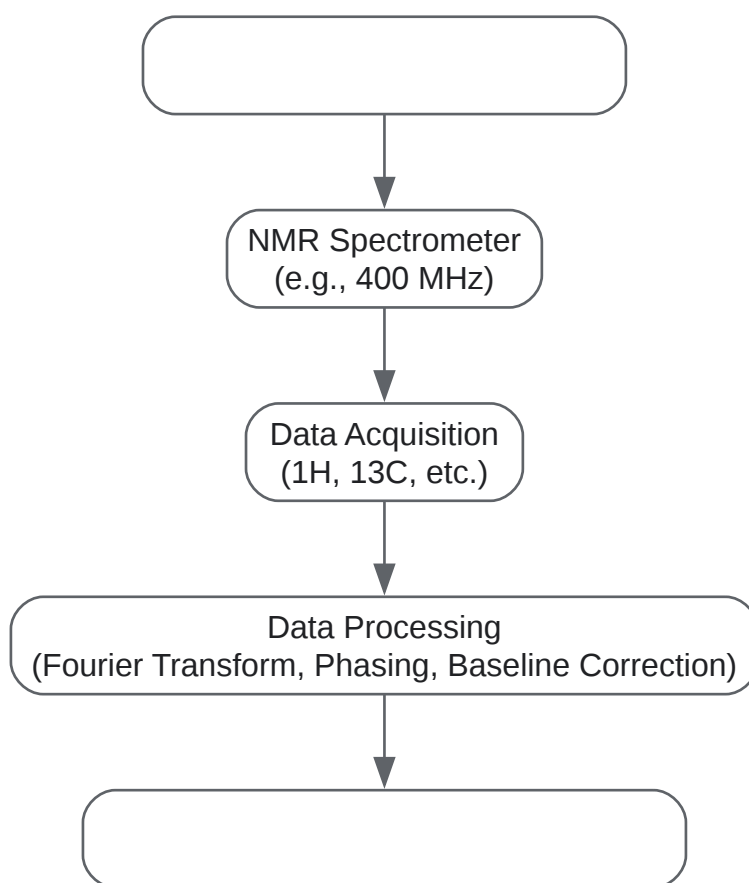 NMR Spectrometer
(e.g., 400 MHz)
Data Acquisition
(1H, 13C, etc.)
Data Processing
(Fourier Transform, Phasing, Baseline Correction)